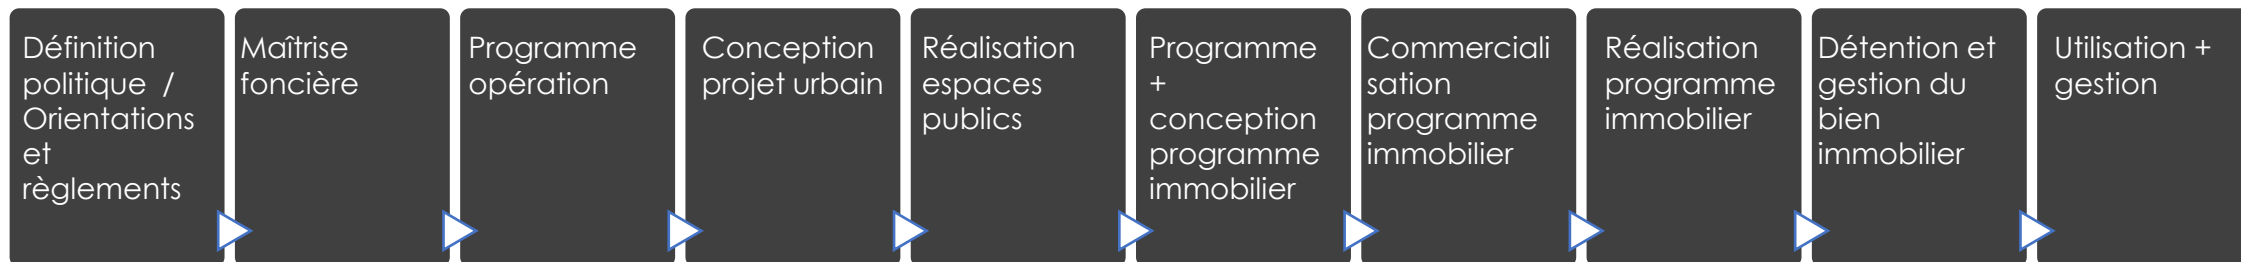 Définition
politique /
Orientations
et
règlements
Maîtrise
foncière
Programme
opération
Conception
projet urbain
Réalisation
espaces
publics
Programme
+
conception
programme
immobilier
Commerciali
sation
programme
immobilier
Réalisation
programme
immobilier
Détention et
gestion du
bien
immobilier
Utilisation +
gestion